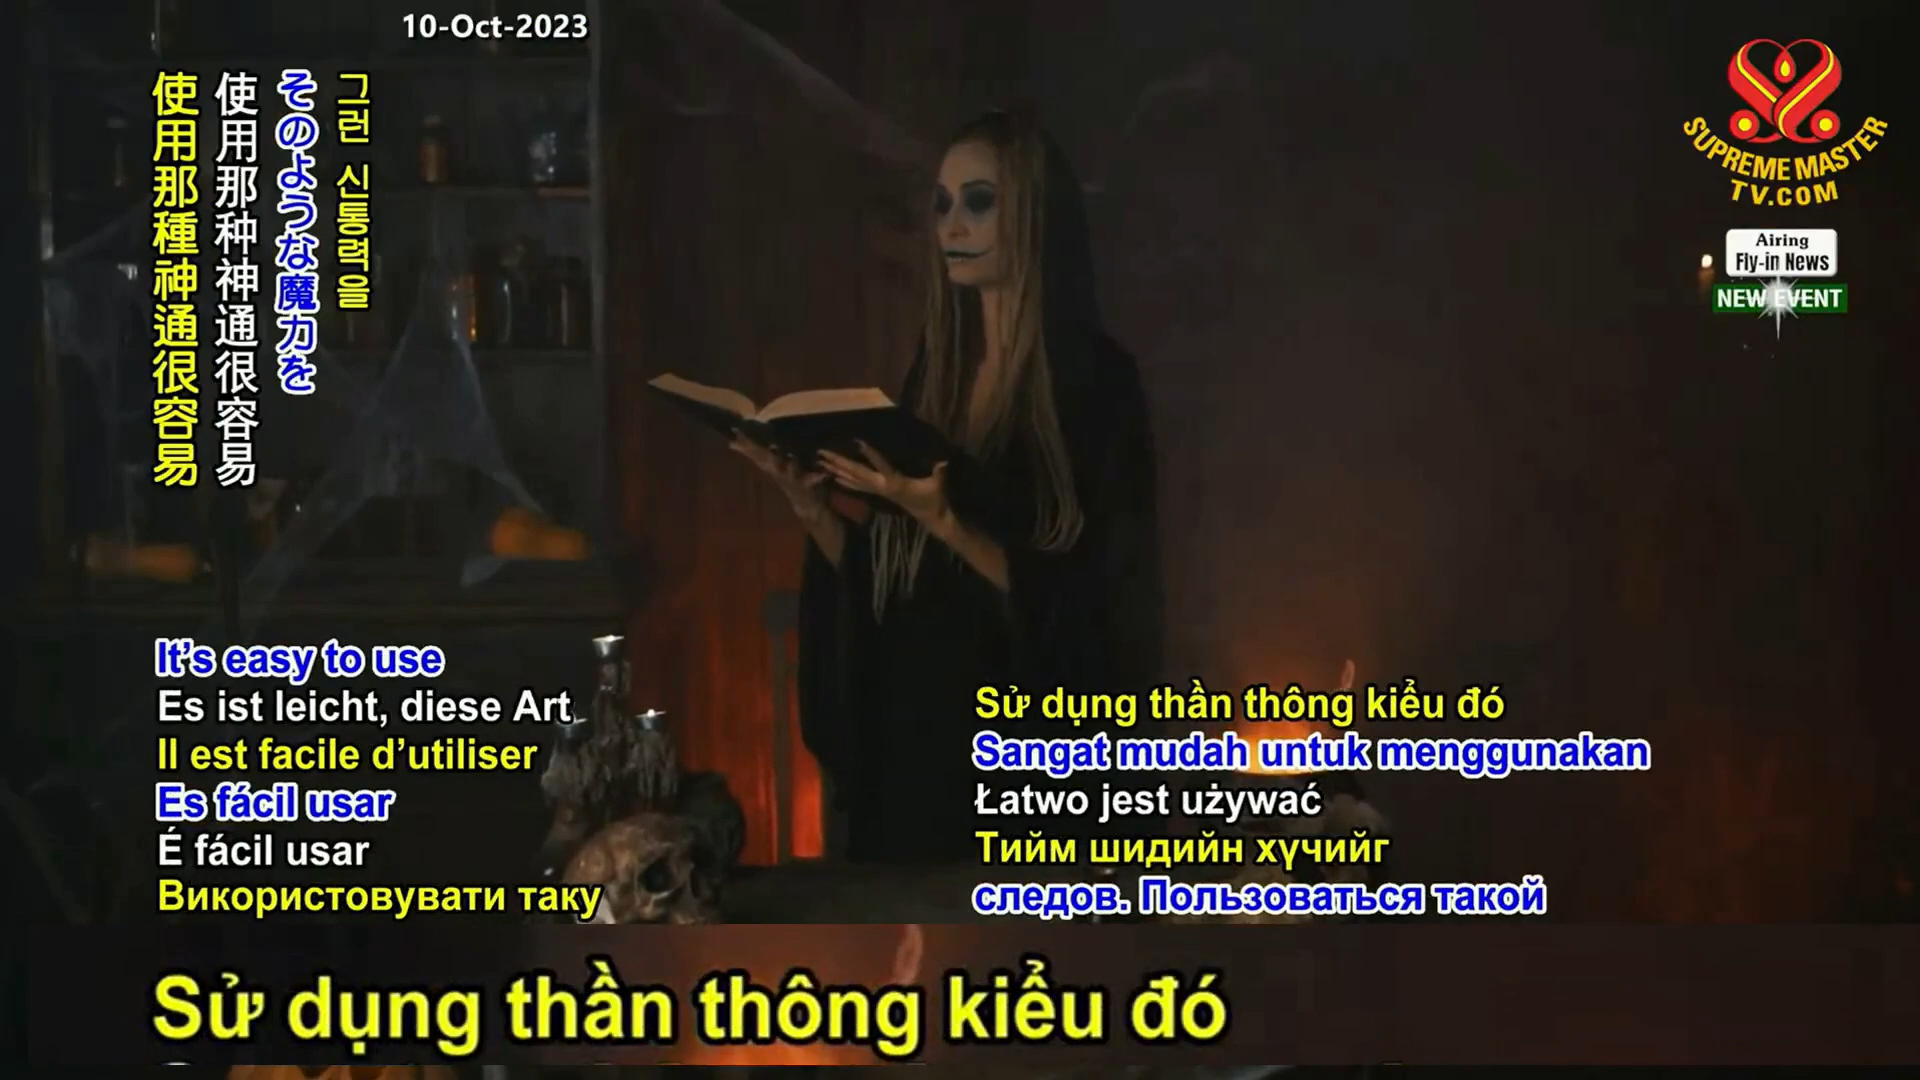 10-Oct-2023
그런 신통력을
そのような魔力を
使用那种神通很容易
使用那種神通很容易
SUPREME MASTER
TV.COM
Airing
Fly-in News
NEW EVENT
It's easy to use
Es ist leicht, diese Art
Il est facile d'utiliser
Es fácil usar
É fácil usar
Використовувати таку
Sử dụng thần thông kiểu đó
Sangat mudah untuk menggunakan
Łatwo jest używać
Тийм шидийн хүчийг
следов. Пользоваться такой
Sử dụng thần thông kiểu đó